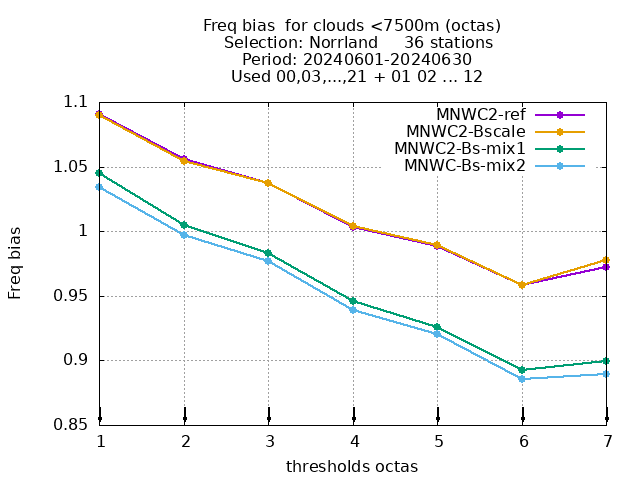 Freq bias  for clouds <7500m (octas)
Selection: Norrland     36 stations
Period: 20240601-20240630
Used 00,03,...,21 + 01 02 ... 12
MNWC2-ref
MNWC2-Bscale
MNWC2-Bs-mix1
MNWC-Bs-mix2
Freq bias
1.1
1.05
1
0.95
0.9
0.85
1 2 3 4 5 6 7
thresholds octas